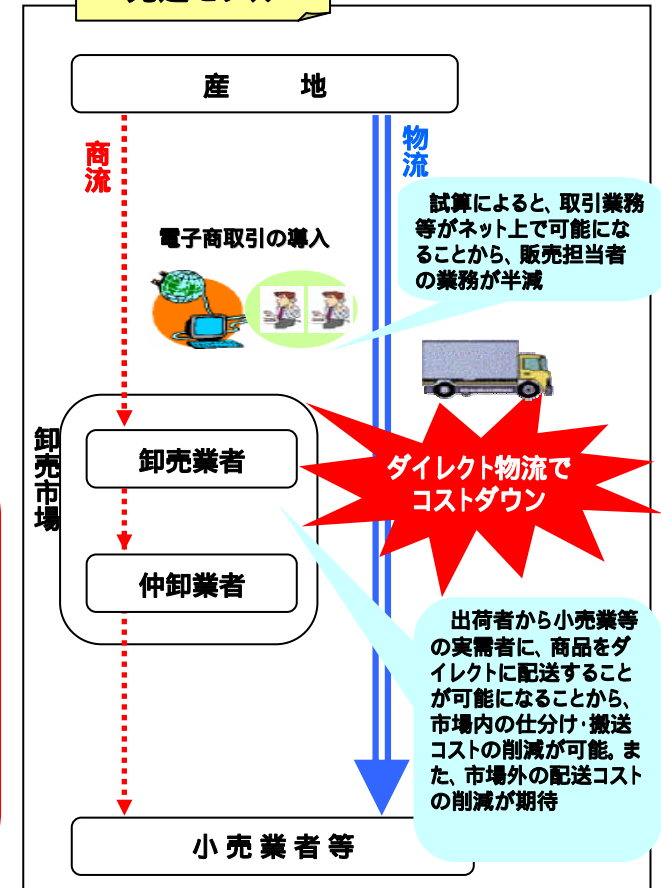 産 地
商流
物流
試算によると、取引業務
等がネット上で可能にな
ることから、販売担当者
の業務が半減
電子商取引の導入
卸売市場
卸売業者
ダイレクト物流で
コストダウン
仲卸業者
出荷者から小売業等
の実需者に、商品をダ
イレクトに配送すること
が可能になることから、
市場内の仕分け・搬送
コストの削減が可能。ま
た、市場外の配送コスト
の削減が期待
小売業者等